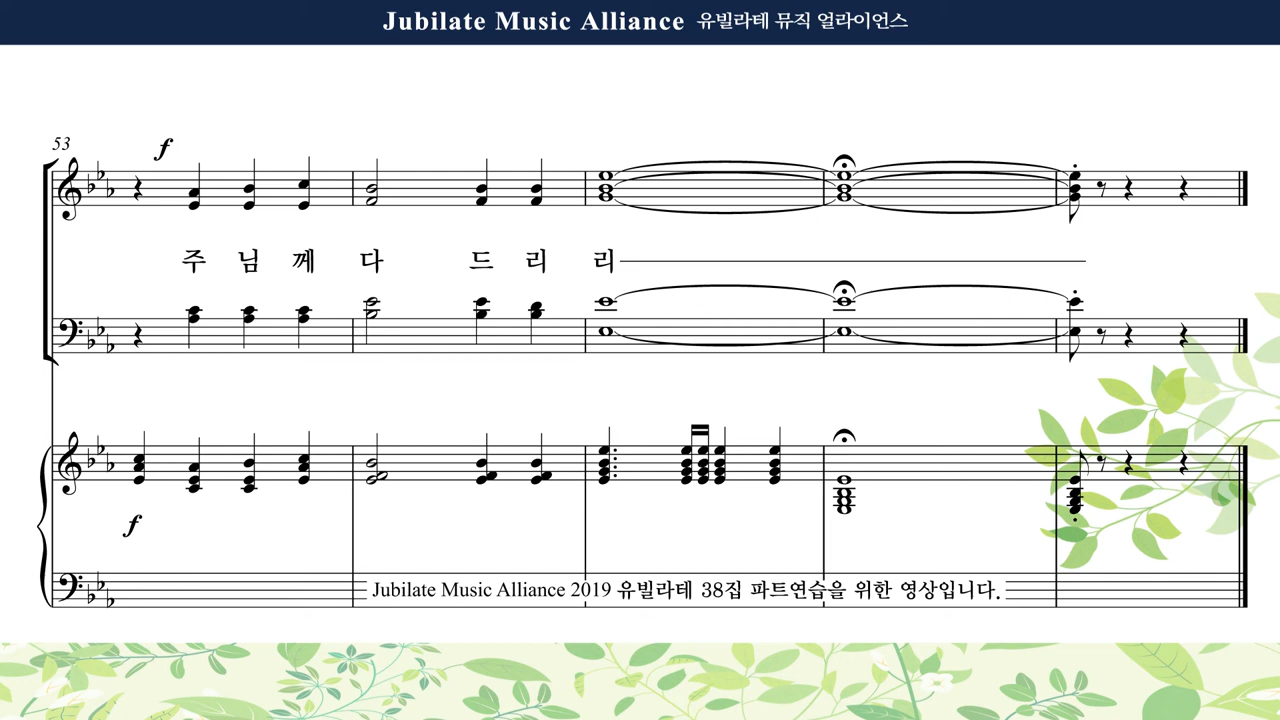 Jubilate Music Alliance 유빌라테 뮤직 얼라이언스
53
f
주 님 께 다 드 리 리
f
Jubilate Music Alliance 2019 유빌라테 38집 파트연습을 위한 영상입니다.